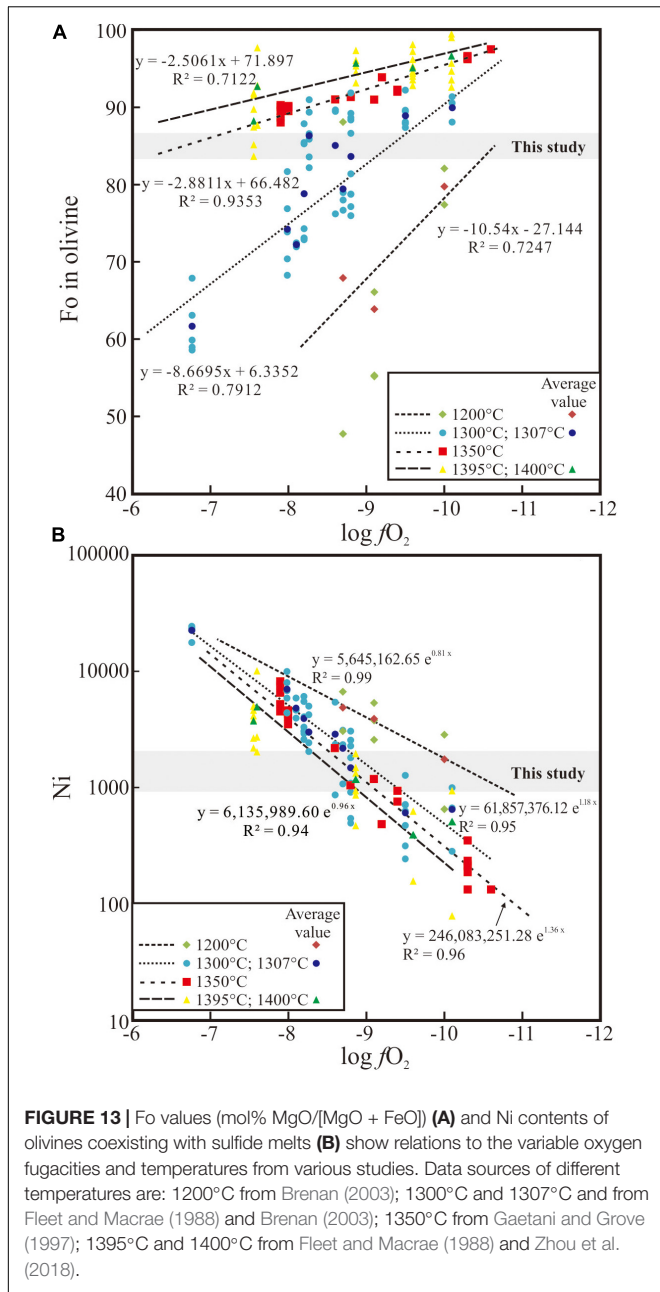 A
100
90
80
70
60
50
40
Fo in olivine
y = -2.5061x + 71.897
R² = 0.7122
This study
y = -2.8811x + 66.482
R² = 0.9353
y = -10.54x - 27.144
R² = 0.7247
y = -8.6695x + 6.3352
R² = 0.7912
Average
value
1200°C
1300°C; 1307°C
1350°C
1395°C; 1400°C
-6 -7 -8 -9 -10 -11 -12
log fO₂
B
100000
10000
1000
100
10
Ni
y = 5,645,162.65 e^0.81 x
R² = 0.99
This study
y = 61,857,376.12 e^1.18 x
R² = 0.95
y = 6,135,989.60 e^0.96 x
R² = 0.94
y = 246,083,251.28 e^1.36 x
R² = 0.96
Average
value
1200°C
1300°C; 1307°C
1350°C
1395°C; 1400°C
-6 -7 -8 -9 -10 -11 -12
log fO₂
FIGURE 13 | Fo values (mol% MgO/[MgO + FeO]) (A) and Ni contents of
olivines coexisting with sulfide melts (B) show relations to the variable oxygen
fugacities and temperatures from various studies. Data sources of different
temperatures are: 1200°C from Brenan (2003); 1300°C and 1307°C and from
Fleet and Macrae (1988) and Brenan (2003); 1350°C from Gaetani and Grove
(1997); 1395°C and 1400°C from Fleet and Macrae (1988) and Zhou et al.
(2018).